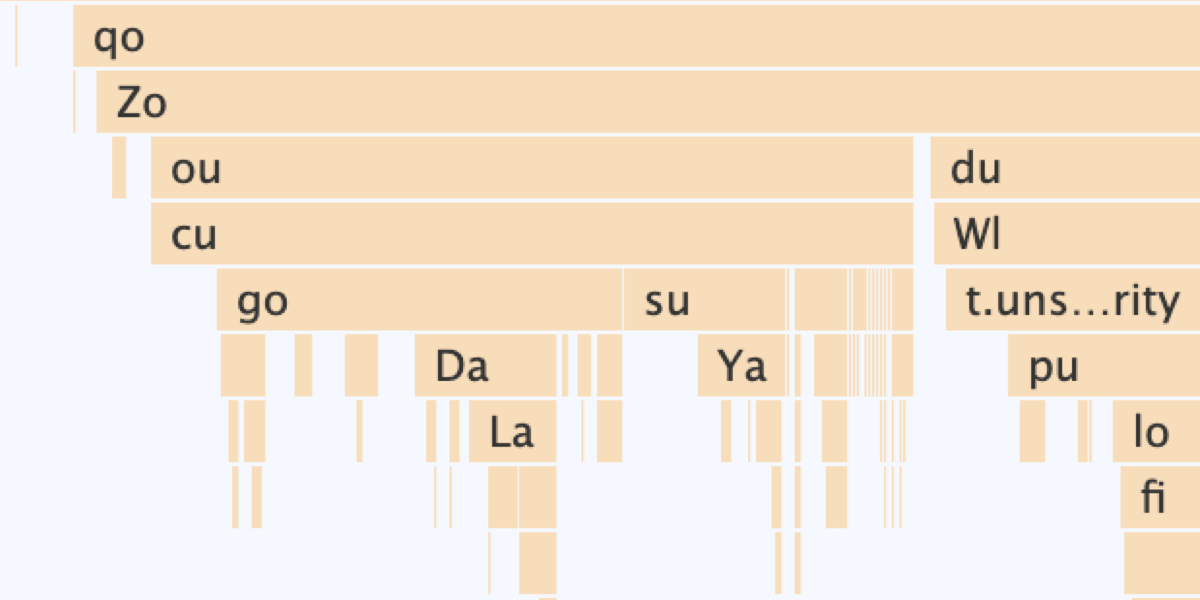 qo
Zo
ou du
cu Wl
go su t.uns...rity
Da Ya pu
La lo
fi